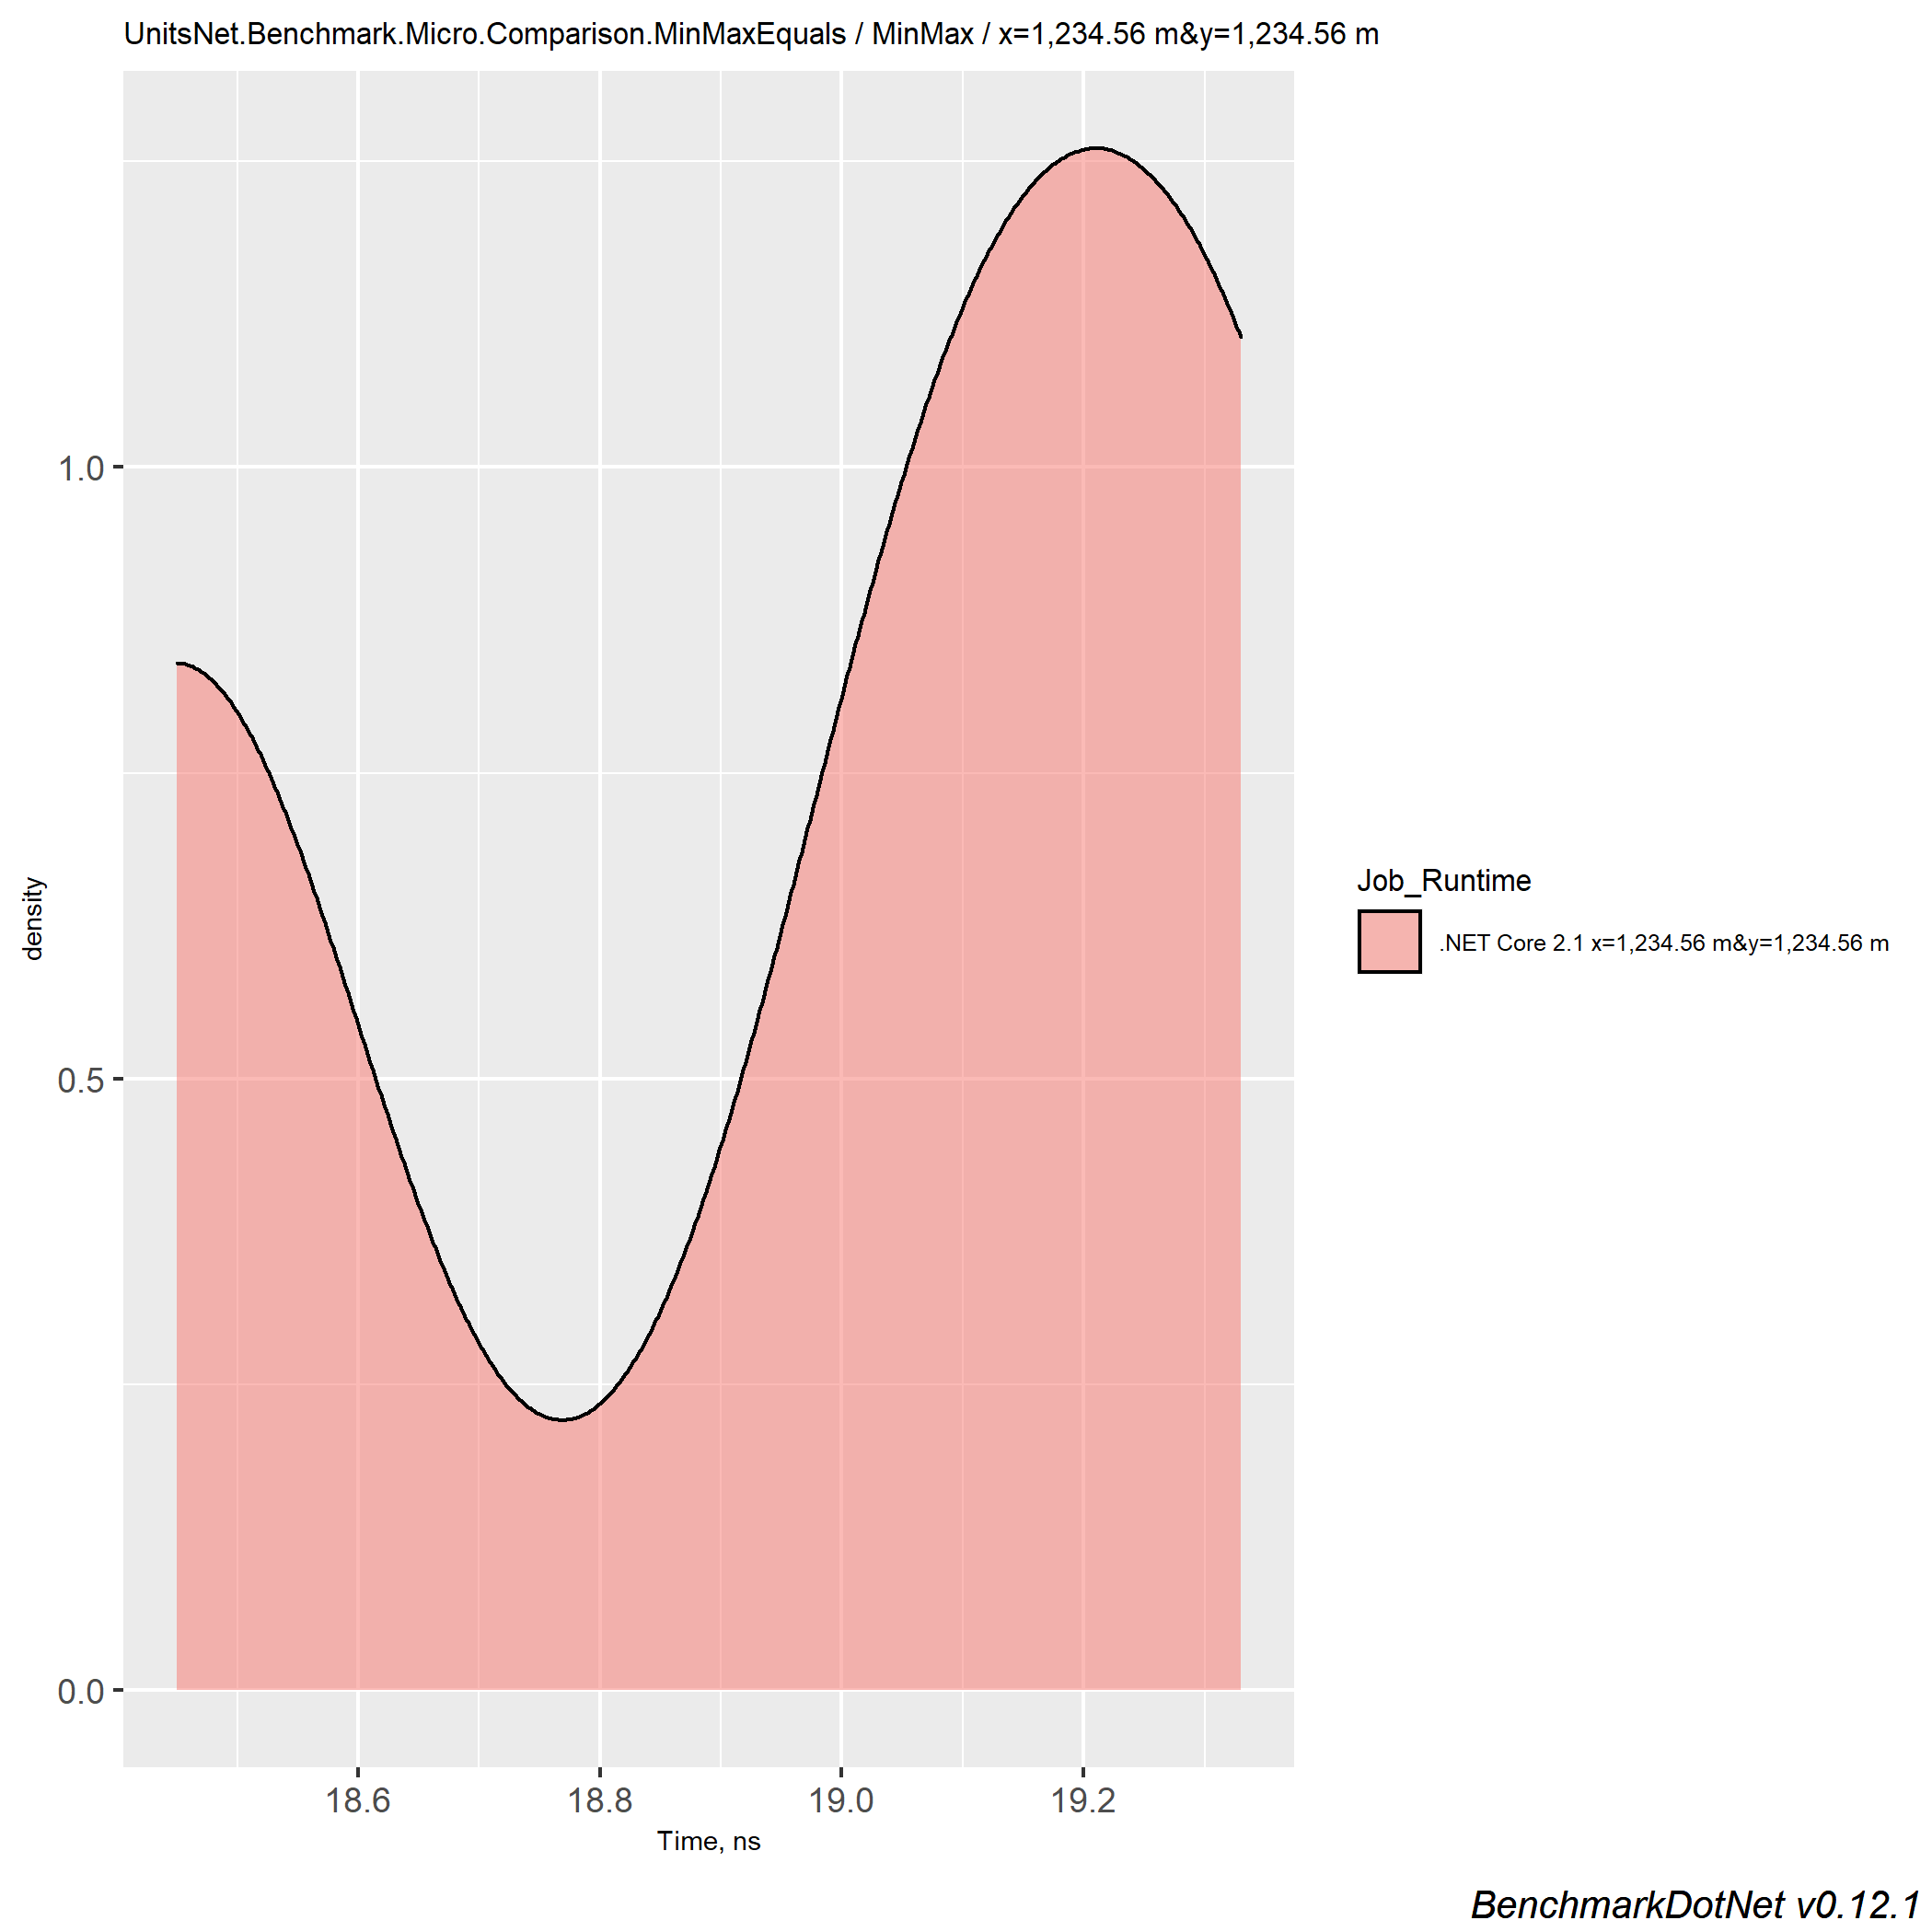 UnitsNet.Benchmark.Micro.Comparison.MinMaxEquals / MinMax / x=1,234.56 m&y=1,234.56 m
1.0
0.5
0.0
density
18.6 18.8 19.0 19.2
Time, ns
Job_Runtime
.NET Core 2.1 x=1,234.56 m&y=1,234.56 m
BenchmarkDotNet v0.12.1